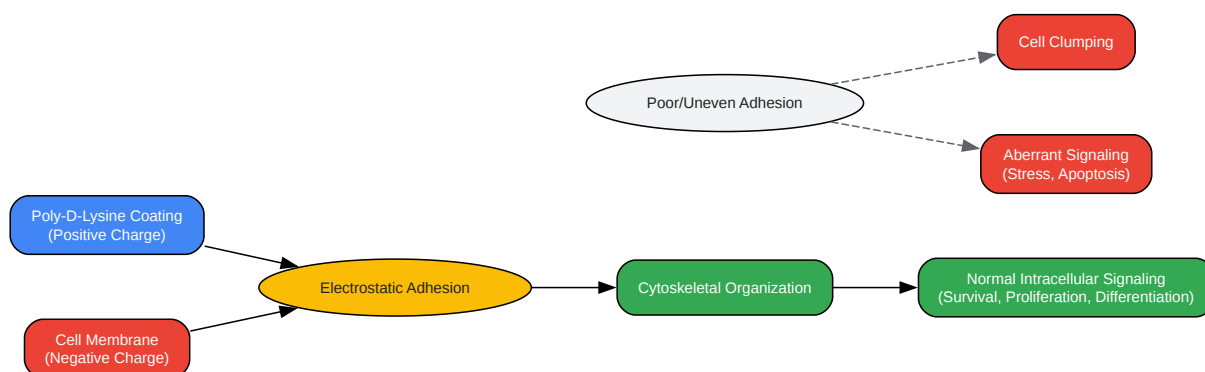 Cell Clumping
Poor/Uneven Adhesion
Aberrant Signaling
(Stress, Apoptosis)
Poly-D-Lysine Coating
(Positive Charge)
Electrostatic Adhesion
Cytoskeletal Organization
Normal Intracellular Signaling
(Survival, Proliferation, Differentiation)
Cell Membrane
(Negative Charge)